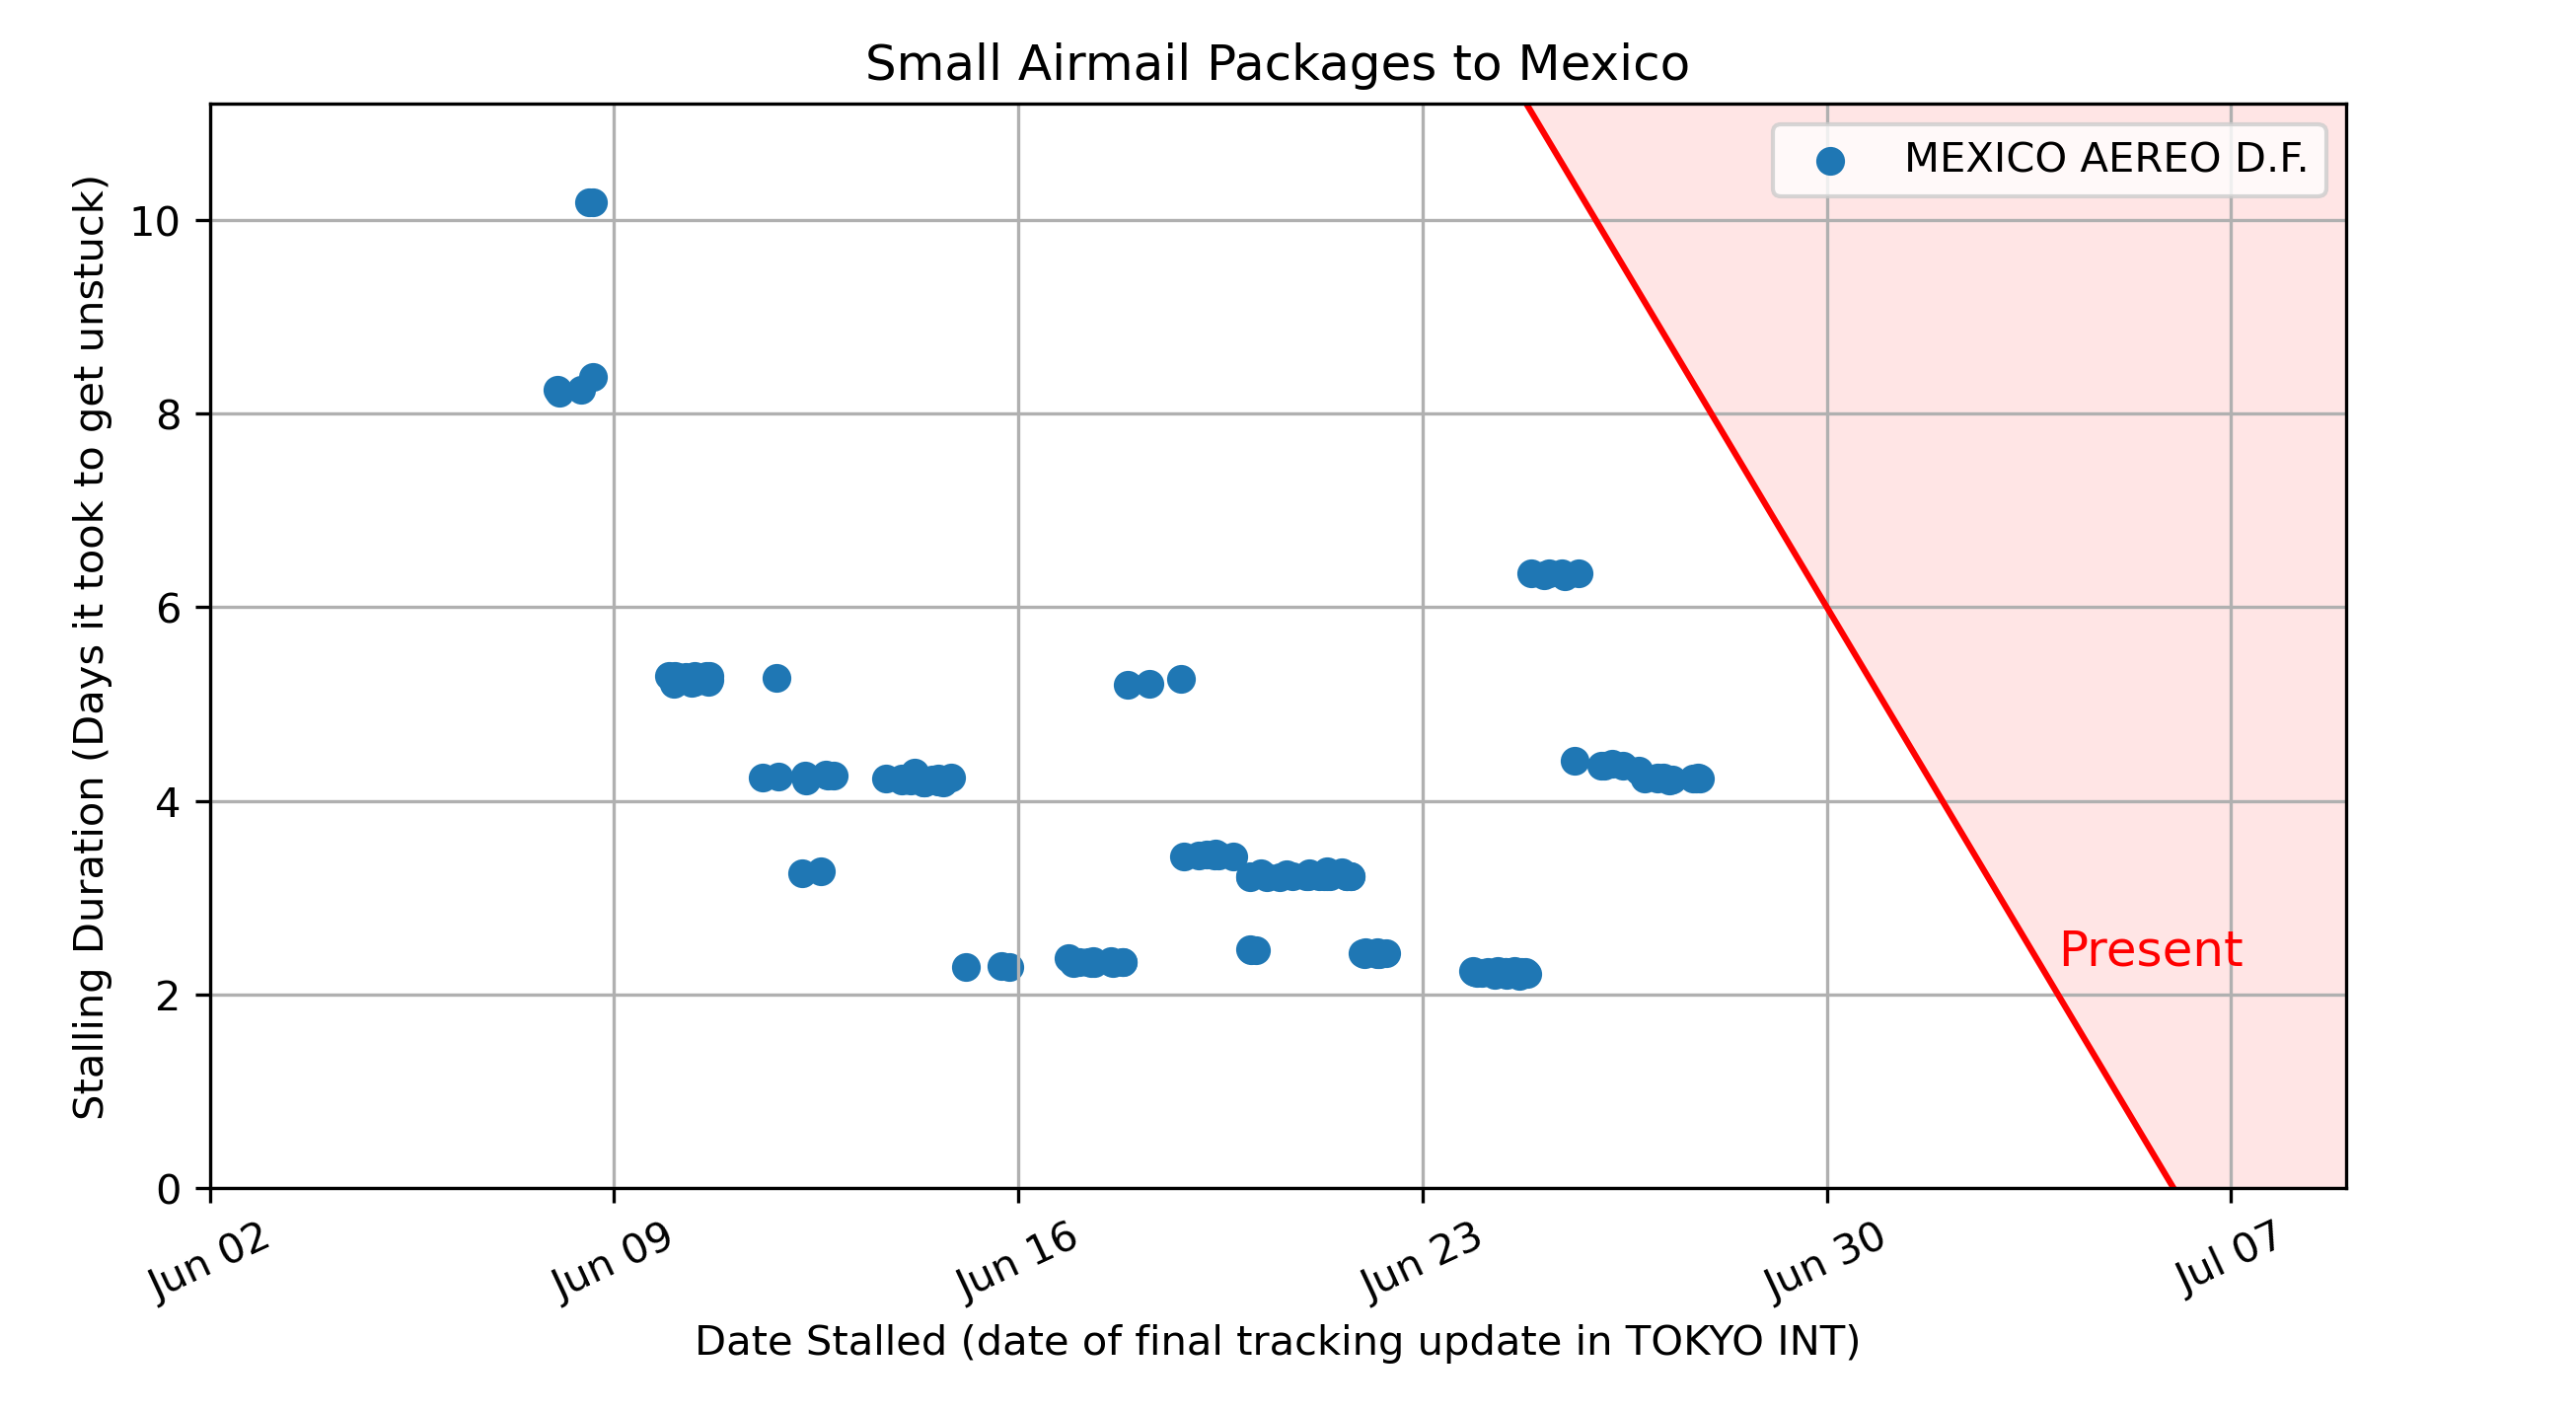 Small Airmail Packages to Mexico
MEXICO AEREO D.F.
Stalling Duration (Days it took to get unstuck)
10
8
6
4
2
0
Present
Jun 02
Jun 09
Jun 16
Jun 23
Jun 30
Jul 07
Date Stalled (date of final tracking update in TOKYO INT)